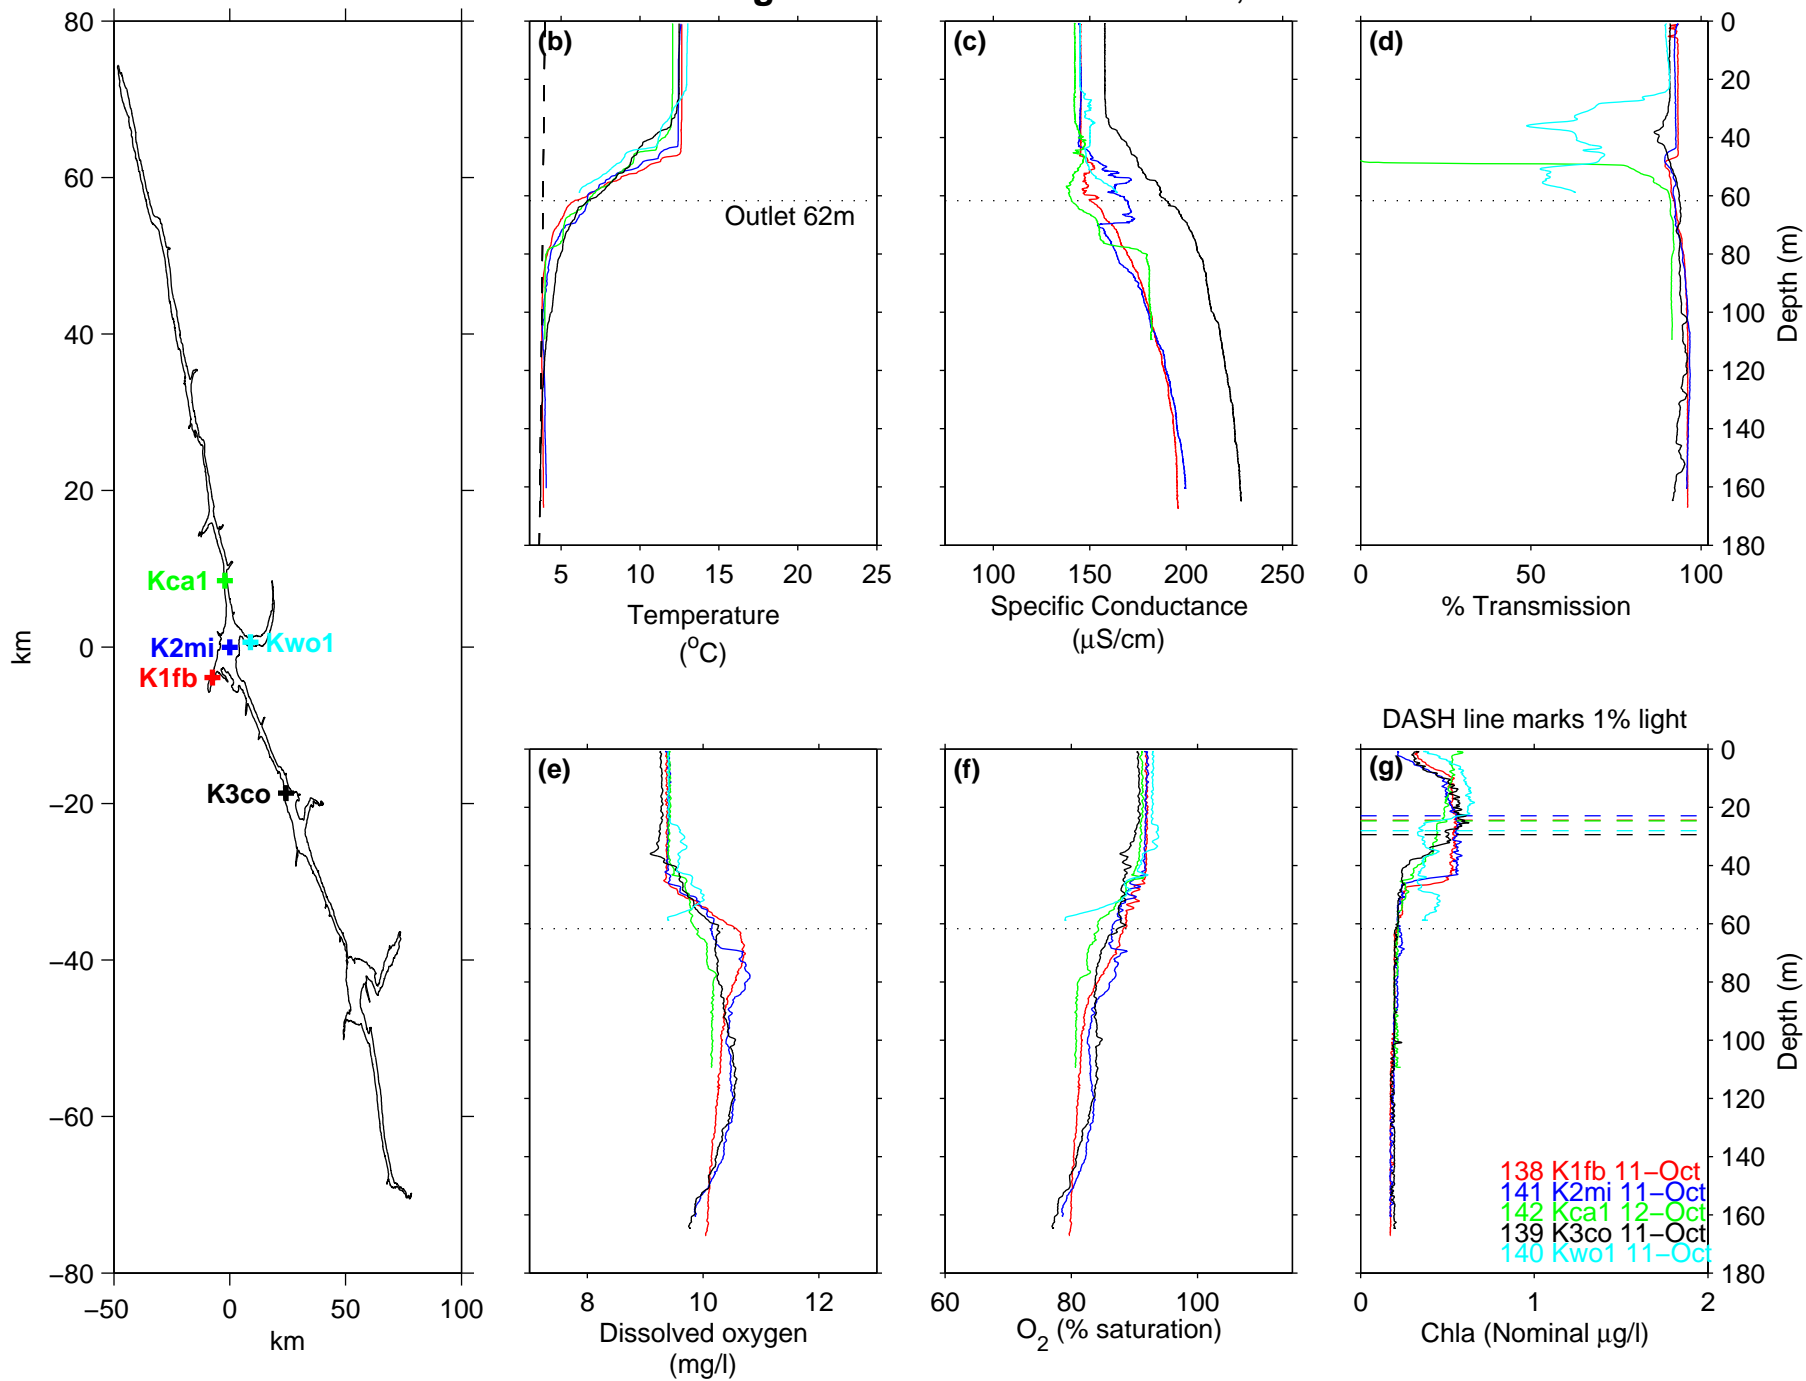 80
60
40
20
0
−20
−40
−60
−80
km
−50
0
50
100
km
Kca1
K2mi
Kwo1
K1fb
K3co
(b)
Outlet 62m
5
10
15
20
25
Temperature
(°C)
(c)
100
150
200
250
Specific Conductance
(µS/cm)
(d)
0
50
100
% Transmission
0
20
40
60
80
100
120
140
160
180
Depth (m)
(e)
8
10
12
Dissolved oxygen
(mg/l)
(f)
60
80
100
O2 (% saturation)
DASH line marks 1% light
(g)
0
20
40
60
80
100
120
140
160
180
Depth (m)
138 K1fb 11−Oct
141 K2mi 11−Oct
142 Kca1 12−Oct
139 K3co 11−Oct
140 Kwo1 11−Oct
0
1
2
Chla (Nominal µg/l)